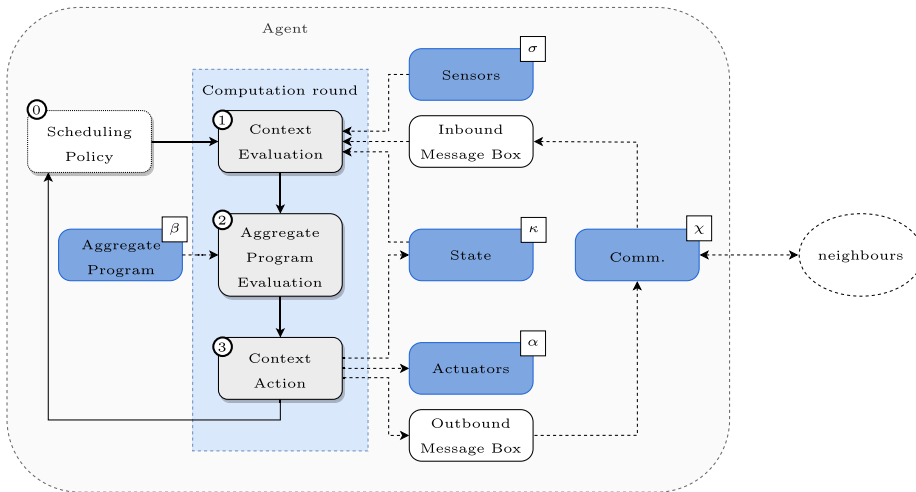 Agent
σ
Sensors
Computation round
0
Scheduling
Policy
1
Context
Evaluation
Inbound
Message Box
β
Aggregate
Program
2
Aggregate
Program
Evaluation
κ
State
χ
Comm.
neighbours
3
Context
Action
α
Actuators
Outbound
Message Box